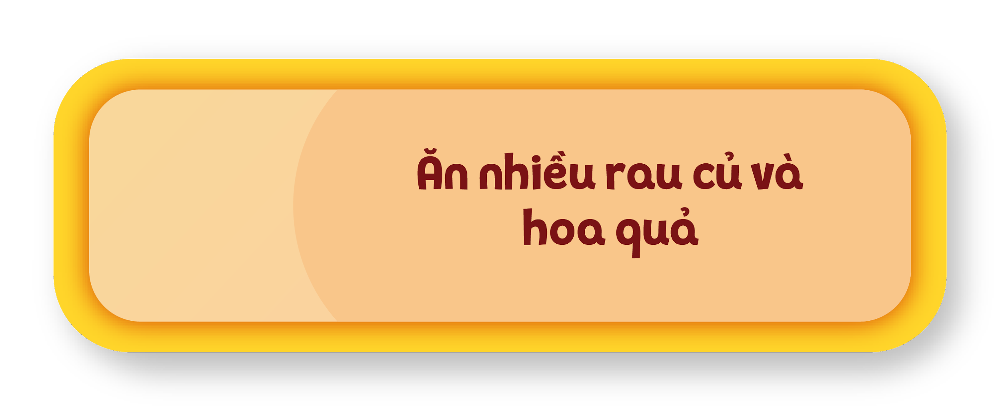 Ăn nhiều rau củ và
hoa quả